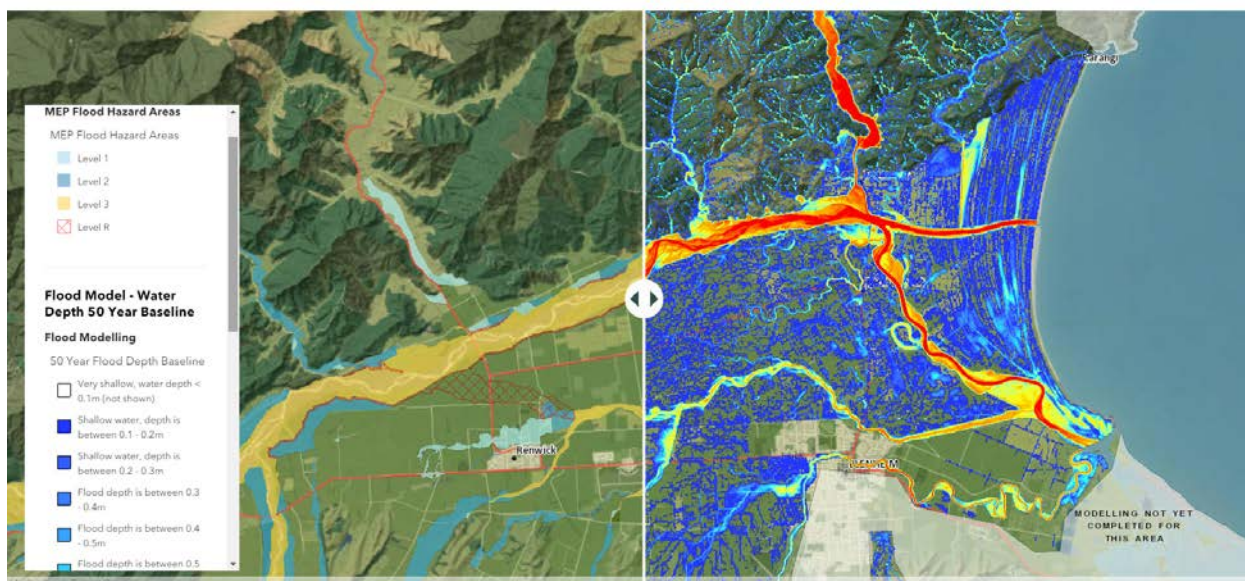 MEP Flood Hazard Areas
MEP Flood Hazard Areas
Level 1
Level 2
Level 3
Level R
Flood Model - Water
Depth 50 Year Baseline
Flood Modelling
50 Year Flood Depth Baseline
Very shallow, water depth <
0.1m (not shown)
Shallow water, depth is
between 0.1 - 0.2m
Shallow water, depth is
between 0.2 - 0.3m
Flood depth is between 0.3
- 0.4m
Flood depth is between 0.4
- 0.5m
Flood depth is between 0.5
Renwick
MODELLING NOT YET
COMPLETED FOR
THIS AREA